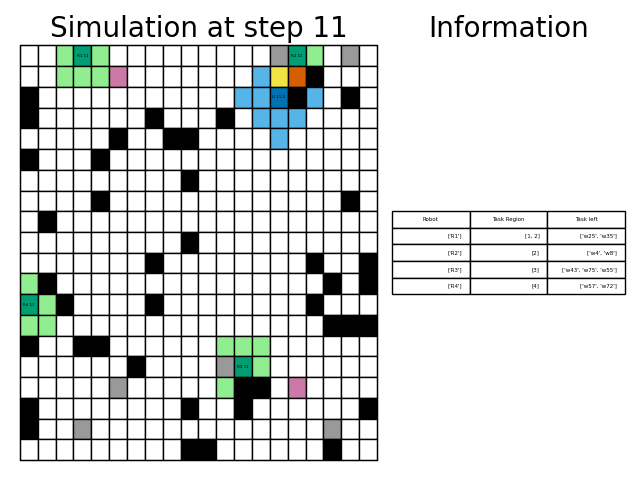 Simulation at step 11
Information
Robot Task Region Task left
['R1'] [1, 2] ['w25', 'w35']
['R2'] [2] ['w4', 'w8']
['R3'] [3] ['w43', 'w75', 'w55']
['R4'] [4] ['w57', 'w72']